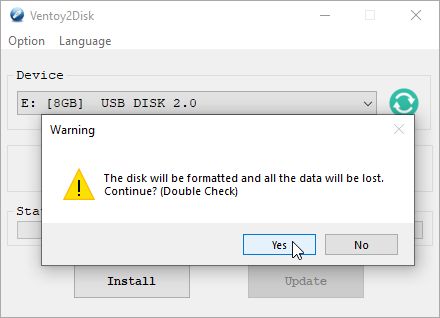 Ventoy2Disk
Option Language
Device
E: [8GB] USB DISK 2.0
Warning
The disk will be formatted and all the data will be lost.
Continue? (Double Check)
Yes No
Install Update